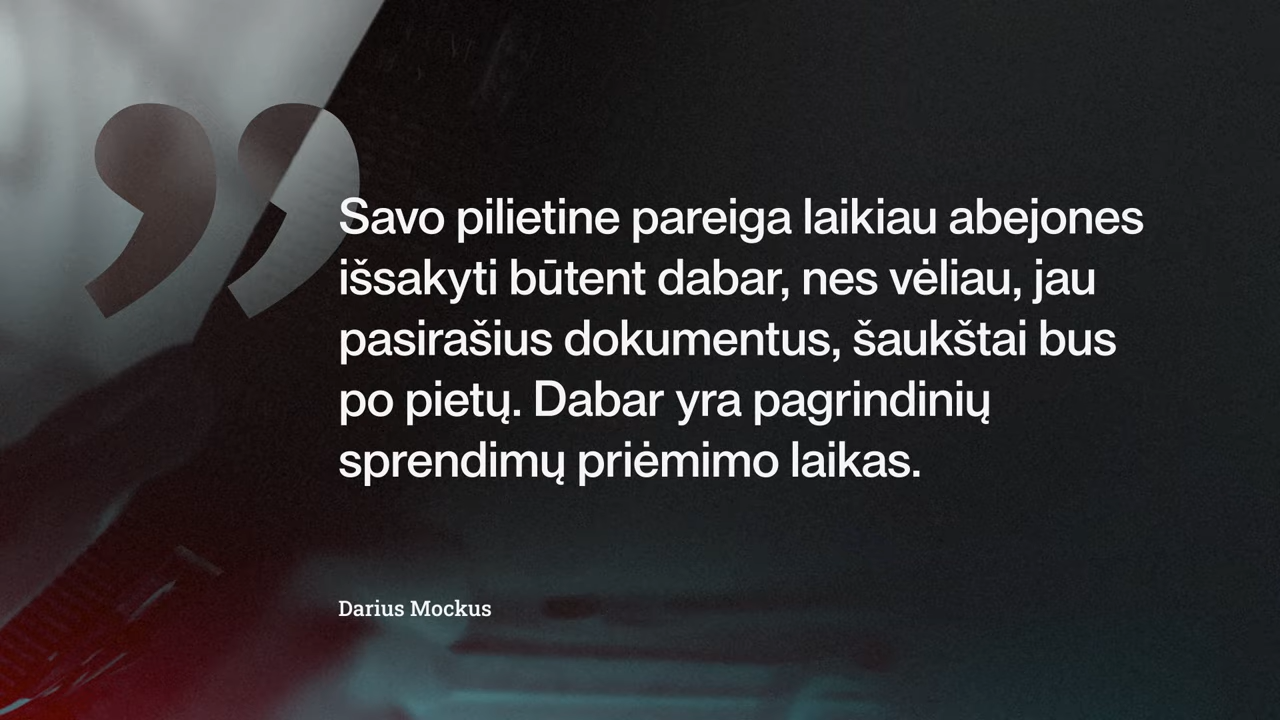 ”
Savo pilietine pareiga laikiau abejones
išsakyti būtent dabar, nes vėliau, jau
pasirašius dokumentus, šaukštai bus
po pietų. Dabar yra pagrindinių
sprendimų priėmimo laikas.
Darius Mockus